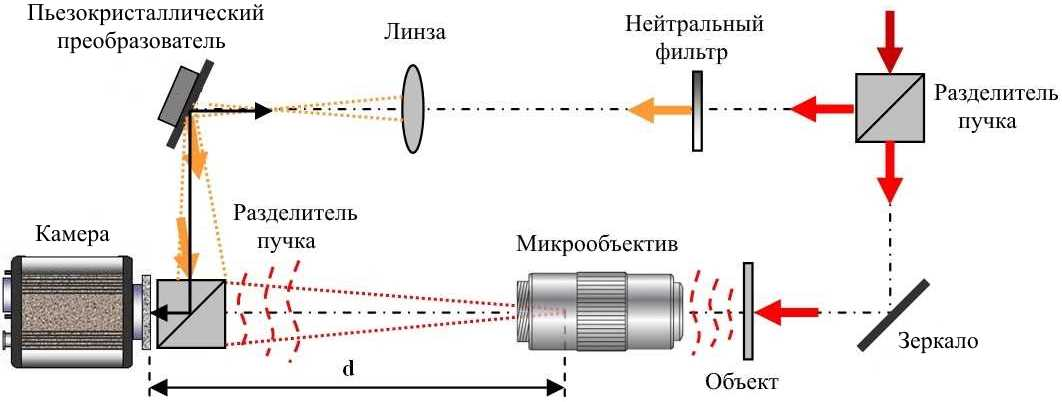 Пьезокристаллический
преобразователь
Линза
Нейтральный
фильтр
Разделитель
пучка
Камера
Разделитель
пучка
Микрообъектив
Зеркало
Объект
d